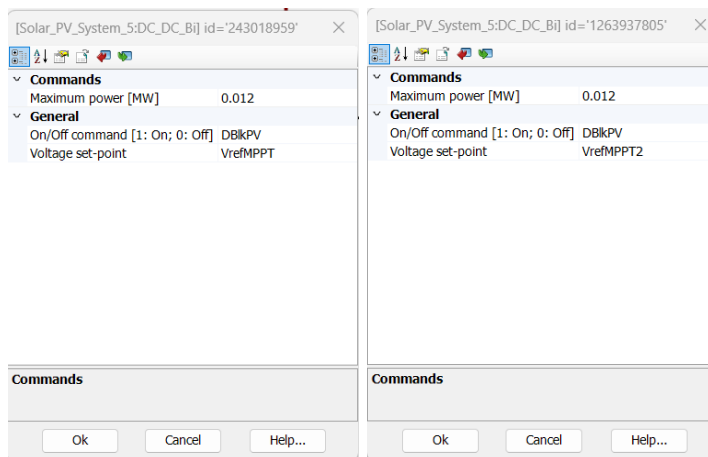 [Solar_PV_System_5:DC_DC_Bi] id='243018959'
Commands
Maximum power [MW] 0.012
General
On/Off command [1: On; 0: Off] DBlkPV
Voltage set-point VrefMPPT
Commands
Ok Cancel Help...
[Solar_PV_System_5:DC_DC_Bi] id='1263937805'
Commands
Maximum power [MW] 0.012
General
On/Off command [1: On; 0: Off] DBlkPV
Voltage set-point VrefMPPT2
Commands
Ok Cancel Help...